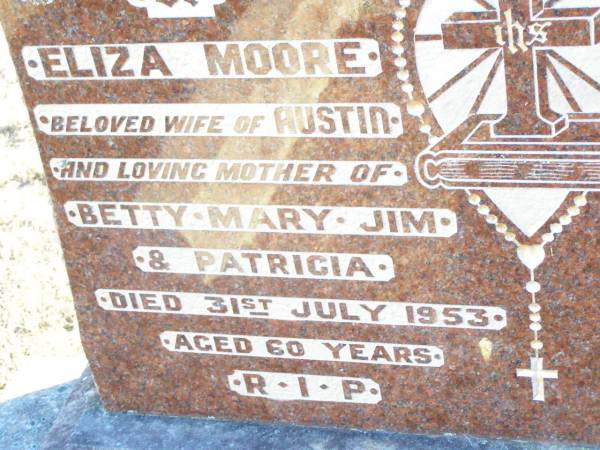 ·ELIZA MOORE·
·BELOVED WIFE OF AUSTIN·
·AND LOVING MOTHER OF·
·BETTY·MARY·JIM·
·& PATRICIA·
·DIED 31ST JULY 1953·
·AGED 60 YEARS·
·R·I·P·
ihs